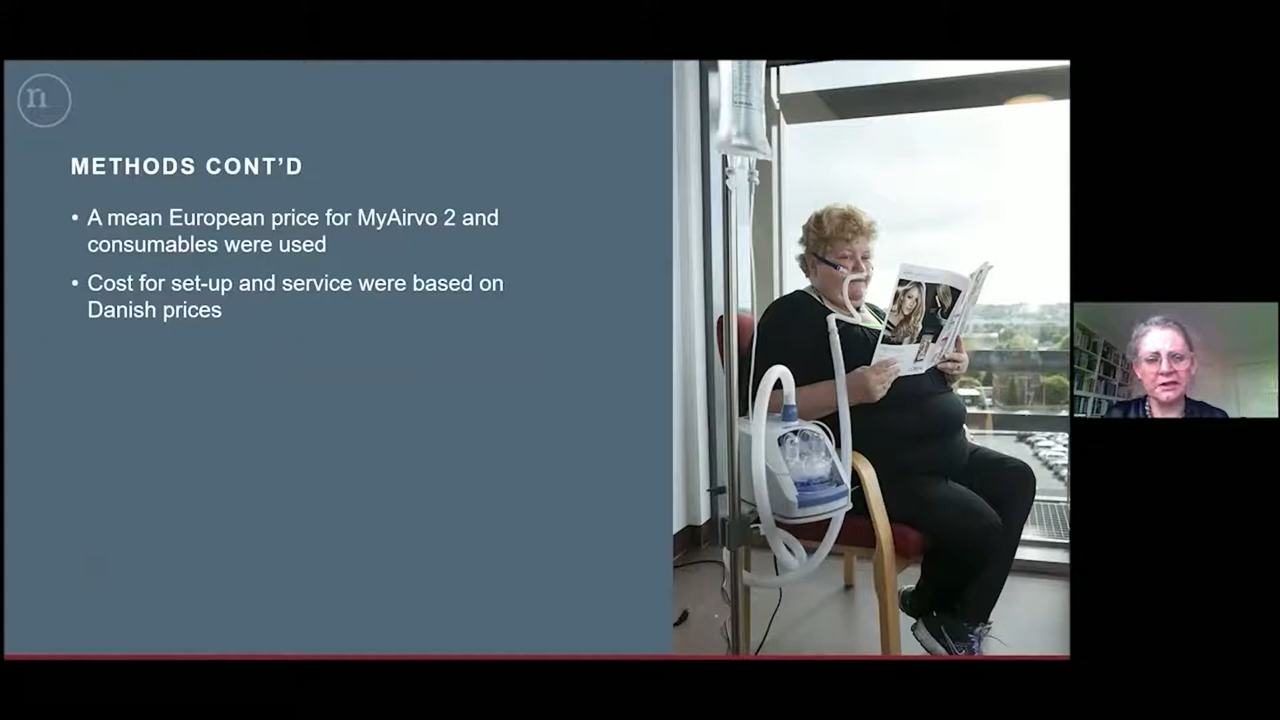 n
METHODS CONT’D
• A mean European price for MyAirvo 2 and
consumables were used
• Cost for set-up and service were based on
Danish prices